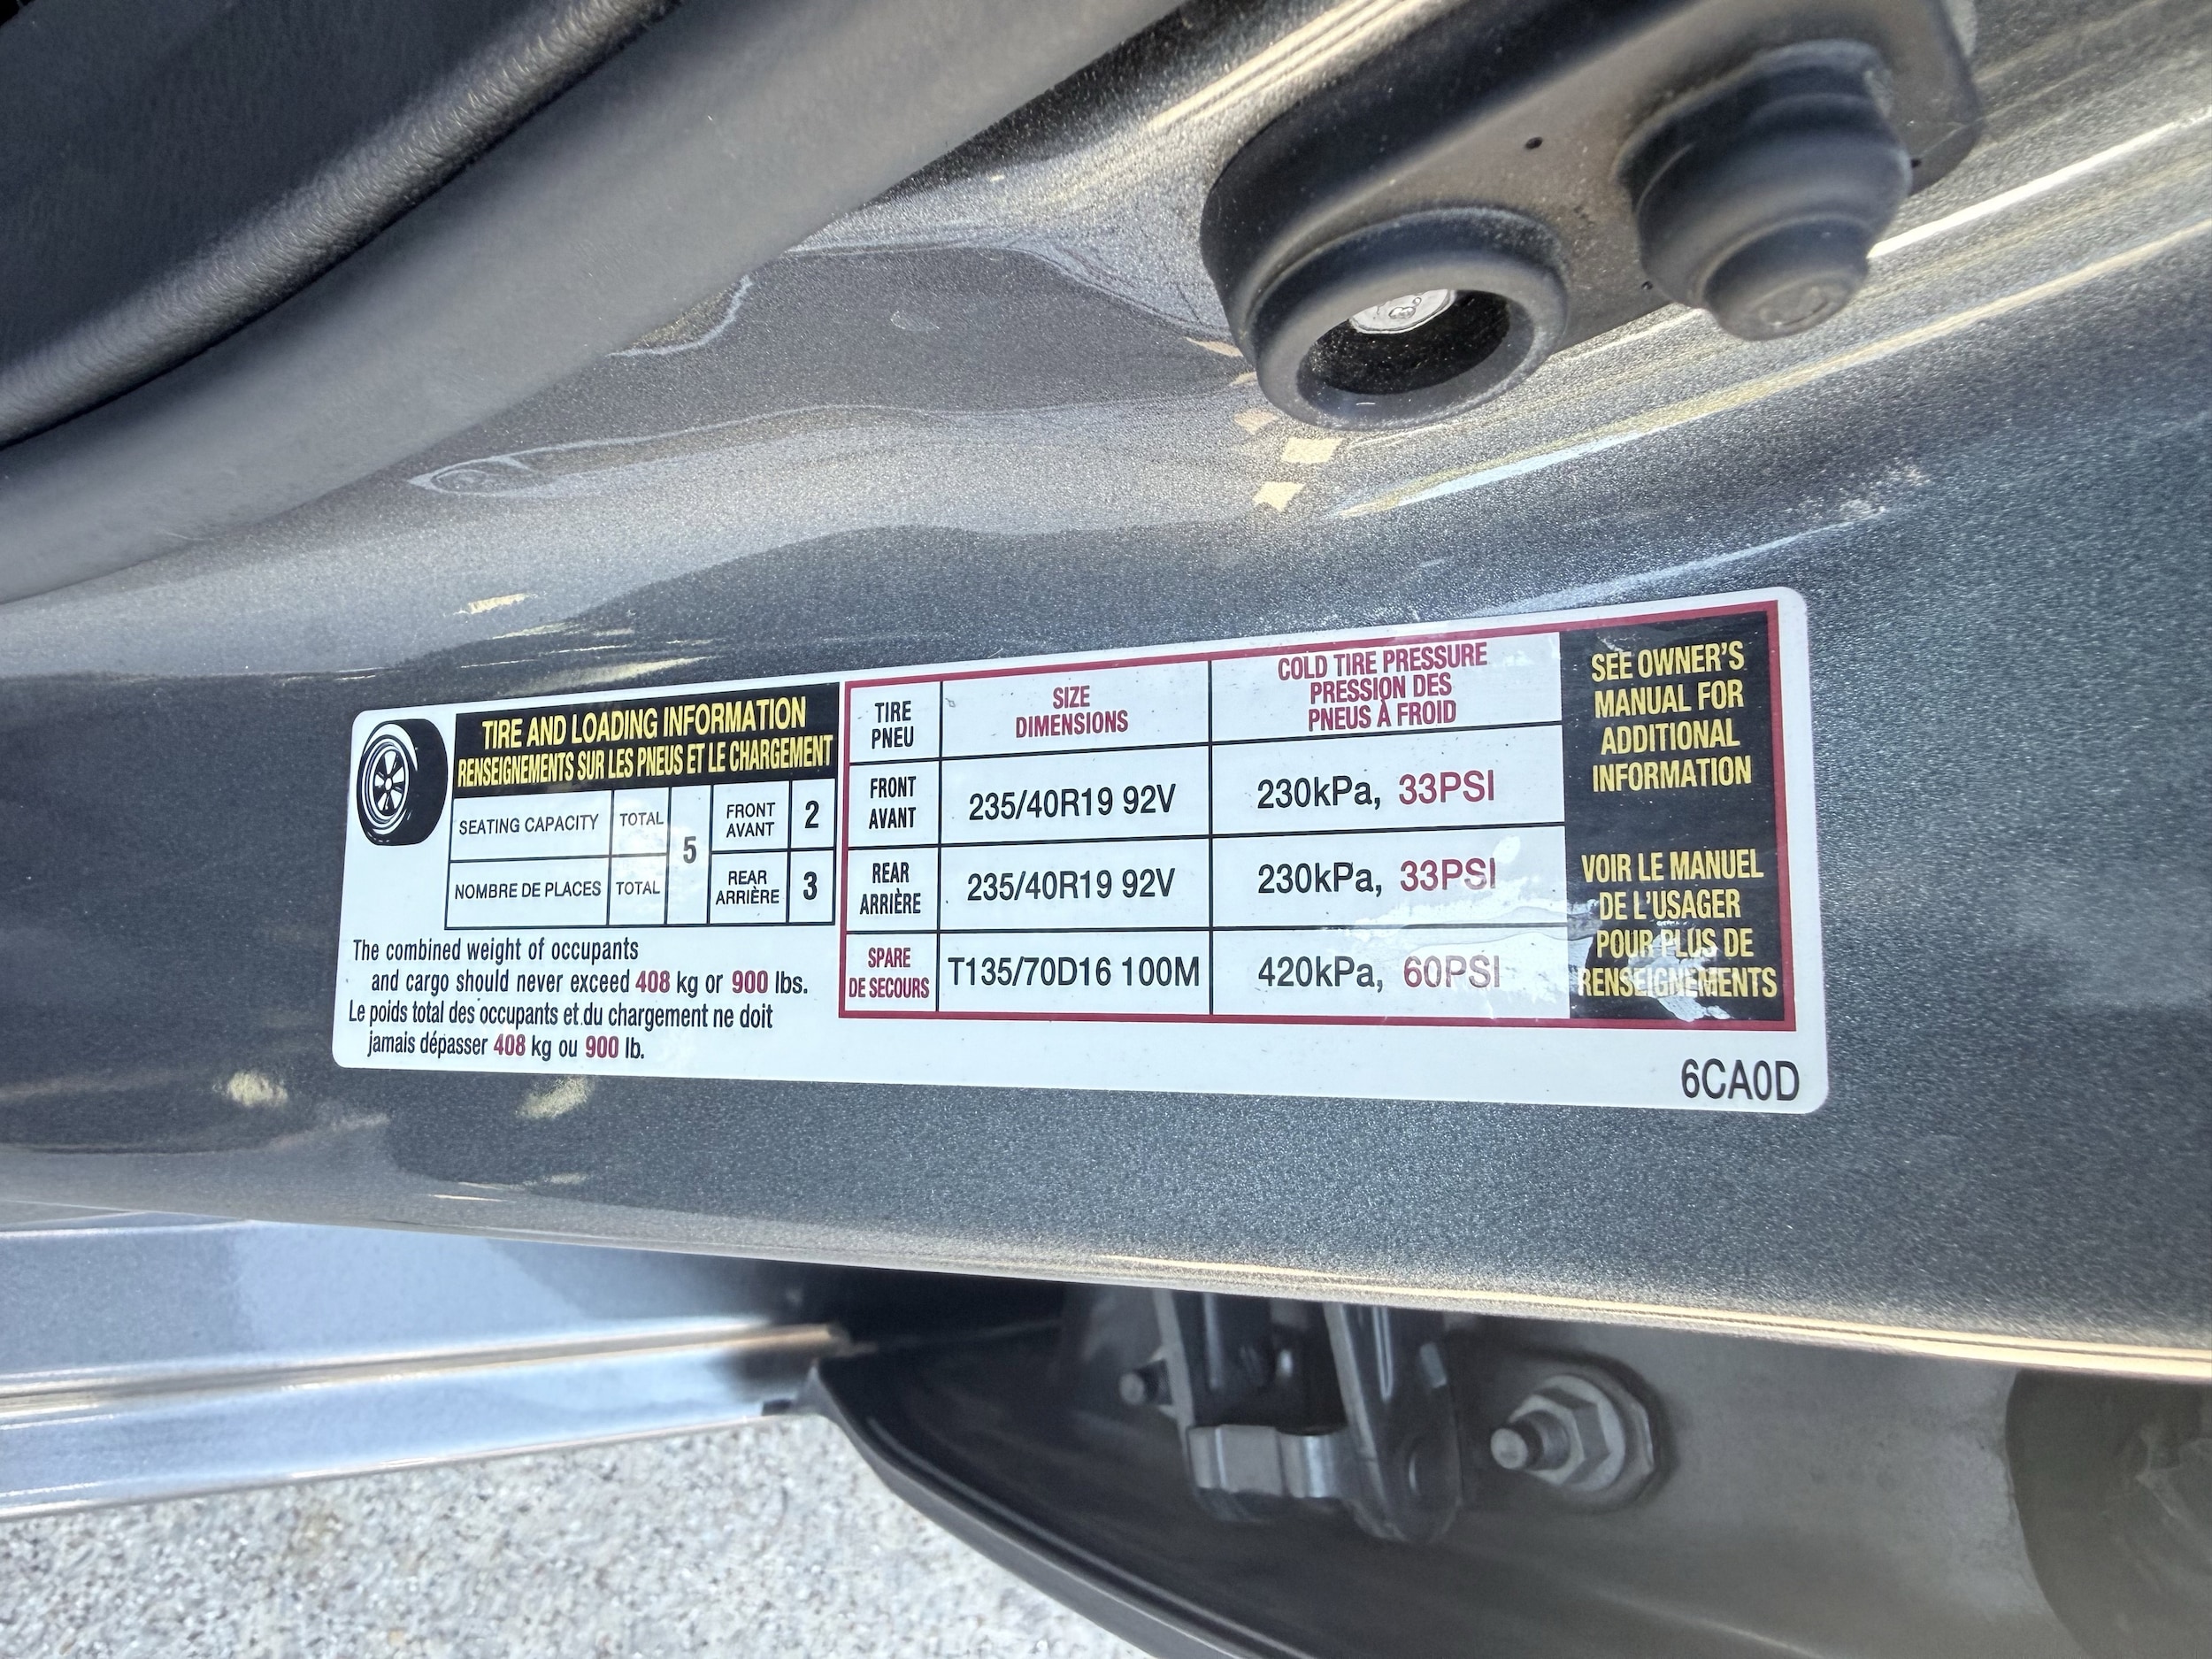 TIRE AND LOADING INFORMATION
RENSEIGNEMENTS SUR LES PNEUS ET LE CHARGEMENT
SEATING CAPACITY TOTAL 5 FRONT AVANT 2
NOMBRE DE PLACES TOTAL REAR ARRIÈRE 3
The combined weight of occupants
and cargo should never exceed 408 kg or 900 lbs.
Le poids total des occupants et du chargement ne doit
jamais dépasser 408 kg ou 900 lb.
TIRE PNEU SIZE DIMENSIONS COLD TIRE PRESSURE PRESSION DES PNEUS À FROID
FRONT AVANT 235/40R19 92V 230kPa, 33PSI
REAR ARRIÈRE 235/40R19 92V 230kPa, 33PSI
SPARE DE SECOURS T135/70D16 100M 420kPa, 60PSI
SEE OWNER'S
MANUAL FOR
ADDITIONAL
INFORMATION
VOIR LE MANUEL
DE L'USAGER
POUR PLUS DE
RENSEIGNEMENTS
6CA0D